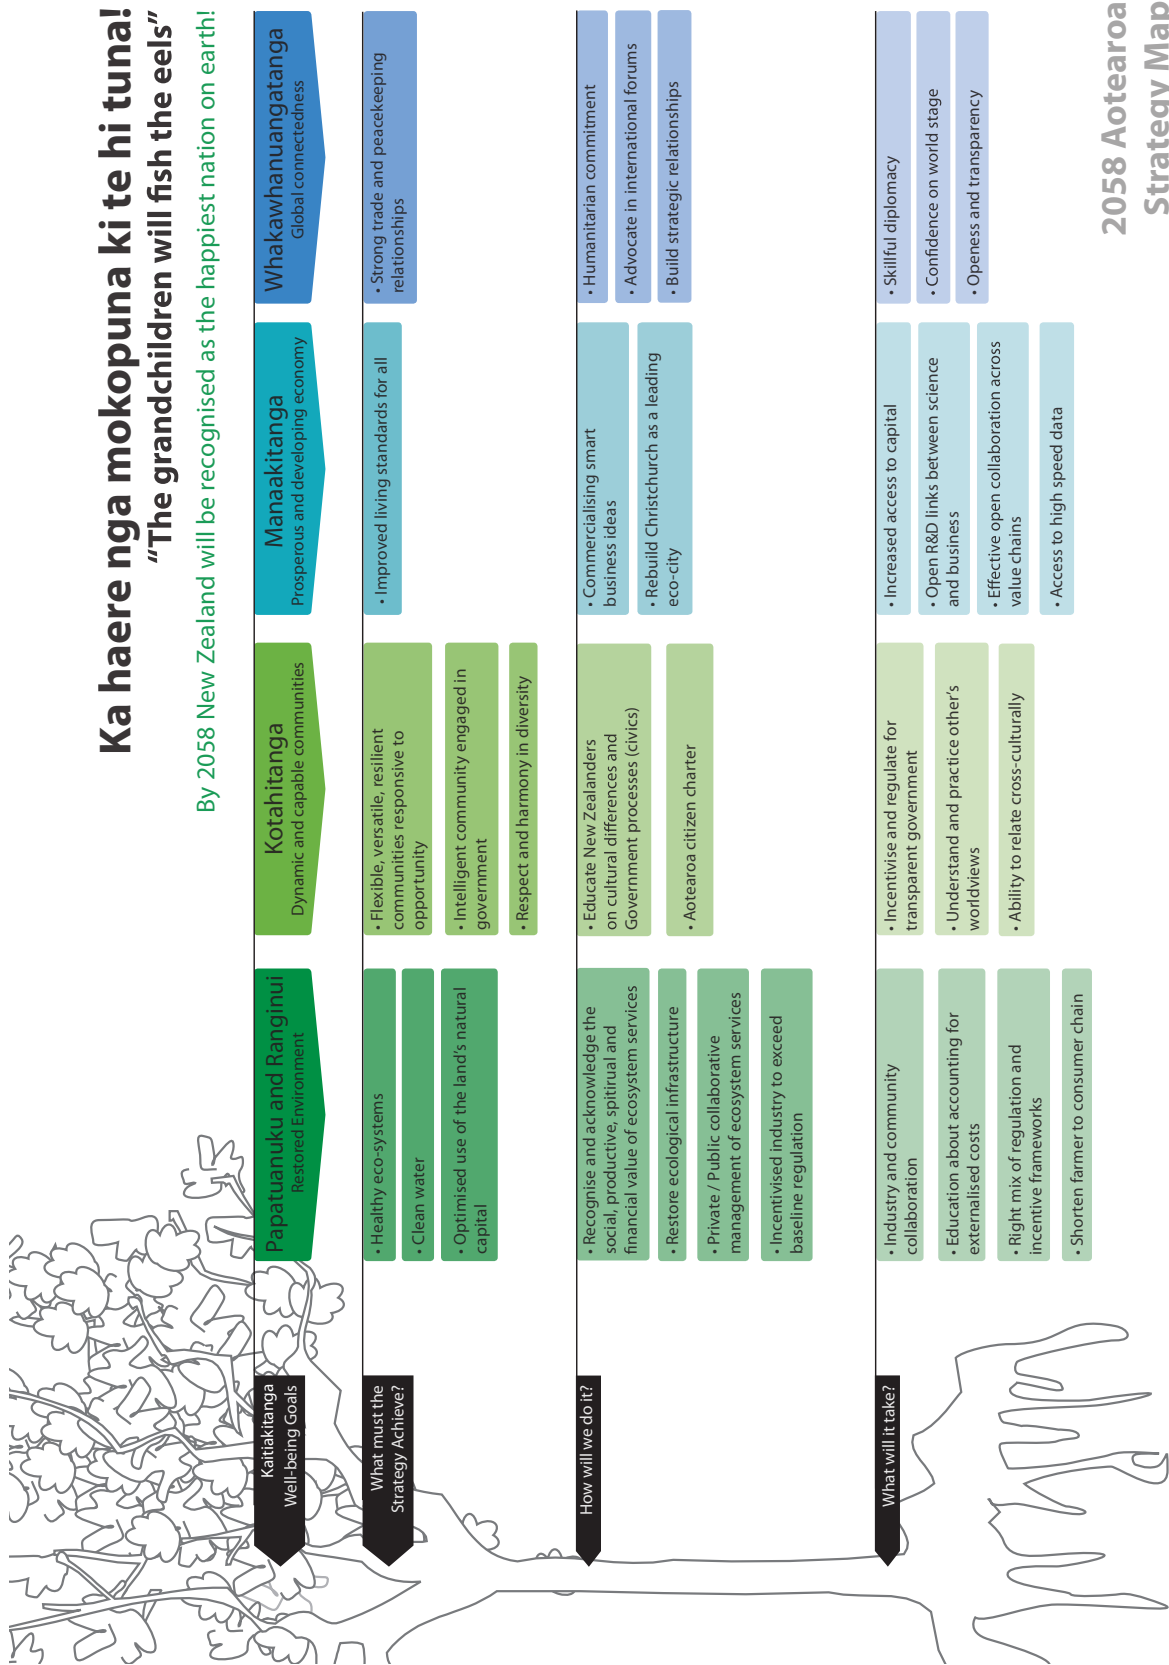 Ka haere nga mokopuna ki te hi tuna!
“The grandchildren will fish the eels”
By 2058 New Zealand will be recognised as the happiest nation on earth!
Kaitiakitanga
Well-being Goals
Papatuanuku and Ranginui
Restored Environment
Kotahitanga
Dynamic and capable communities
Manaakitanga
Prosperous and developing economy
Whakawhanuangatanga
Global connectedness
What must the
Strategy Achieve?
• Healthy eco-systems
• Clean water
• Optimised use of the land’s natural
capital
• Flexible, versatile, resilient
communities responsive to
opportunity
• Intelligent community engaged in
government
• Respect and harmony in diversity
• Improved living standards for all
• Strong trade and peacekeeping
relationships
How will we do it?
• Recognise and acknowledge the
social, productive, spitirual and
financial value of ecosystem services
• Restore ecological infrastructure
• Private / Public collaborative
management of ecosystem services
• Incentivised industry to exceed
baseline regulation
• Educate New Zealanders
on cultural differences and
Government processes (civics)
• Aotearoa citizen charter
• Commercialising smart
business ideas
• Rebuild Christchurch as a leading
eco-city
• Humanitarian commitment
• Advocate in international forums
• Build strategic relationships
What will it take?
• Industry and community
collaboration
• Education about accounting for
externalised costs
• Right mix of regulation and
incentive frameworks
• Shorten farmer to consumer chain
• Incentivise and regulate for
transparent government
• Understand and practice other’s
worldviews
• Ability to relate cross-culturally
• Increased access to capital
• Open R&D links between science
and business
• Effective open collaboration across
value chains
• Access to high speed data
• Skillful diplomacy
• Confidence on world stage
• Openess and transparency
2058 Aotearoa
Strategy Map